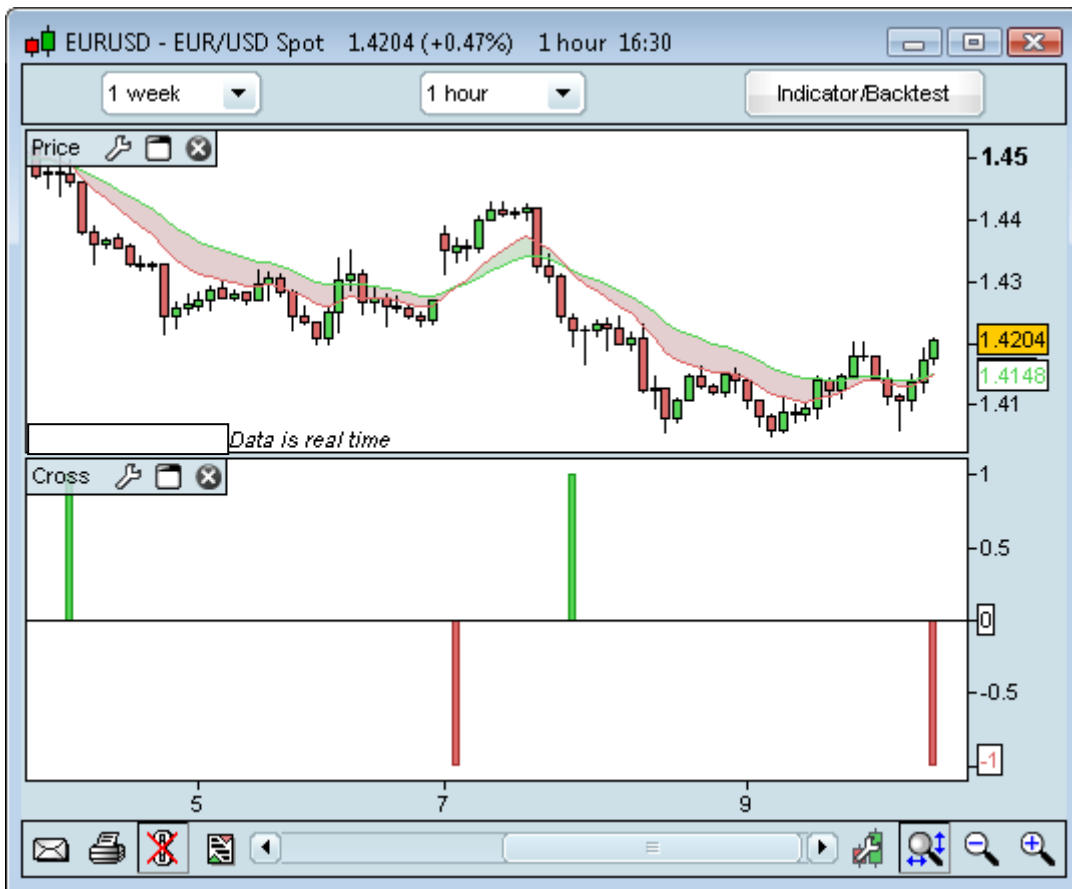 EURUSD - EUR/USD Spot 1.4204 (+0.47%) 1 hour 16:30
1 week 1 hour Indicator/Backtest
Price
1.45
1.44
1.43
1.4204
1.4148
1.41
Data is real time
Cross
1
0.5
0
-0.5
-1
5 7 9